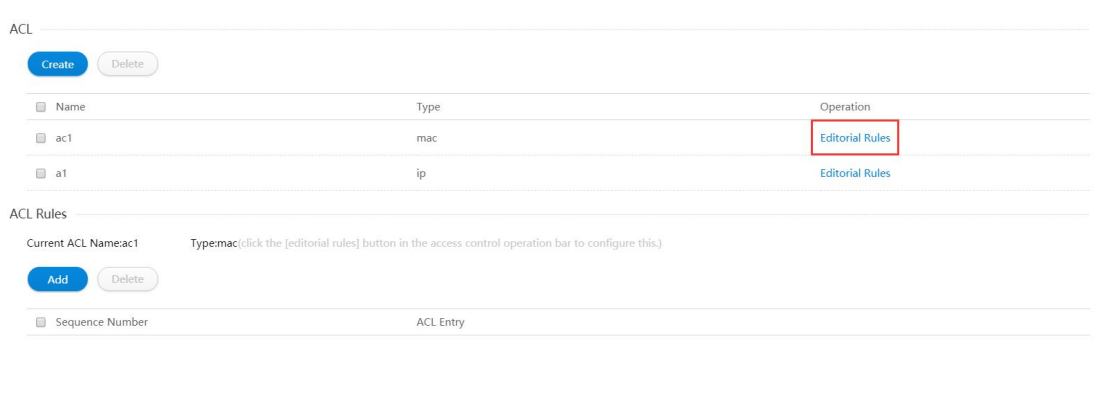 ACL
Create Delete
Name Type Operation
ac1 mac Editorial Rules
a1 ip Editorial Rules
ACL Rules
Current ACL Name:ac1 Type:mac(click the [editorial rules] button in the access control operation bar to configure this.)
Add Delete
Sequence Number ACL Entry